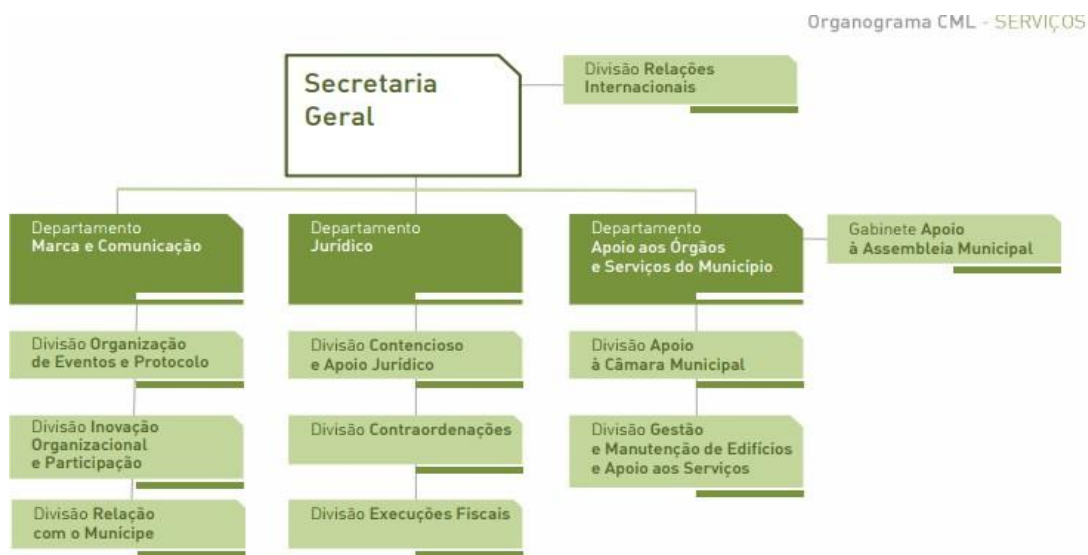 Organograma CML - SERVIÇOS
Secretaria
Geral
Divisão Relações
Internacionais
Departamento
Marca e Comunicação
Departamento
Jurídico
Departamento
Apoio aos Órgãos
e Serviços do Município
Gabinete Apoio
à Assembleia Municipal
Divisão Organização
de Eventos e Protocolo
Divisão Contencioso
e Apoio Jurídico
Divisão Apoio
à Câmara Municipal
Divisão Inovação
Organizacional
e Participação
Divisão Contraordenações
Divisão Gestão
e Manutenção de Edifícios
e Apoio aos Serviços
Divisão Relação
com o Munícipe
Divisão Execuções Fiscais